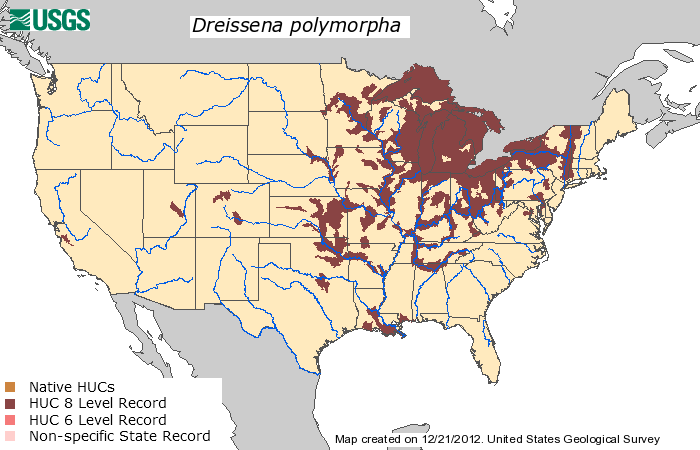 USGS
Dreissena polymorpha
Native HUCs
HUC 8 Level Record
HUC 6 Level Record
Non-specific State Record
Map created on 12/21/2012. United States Geological Survey